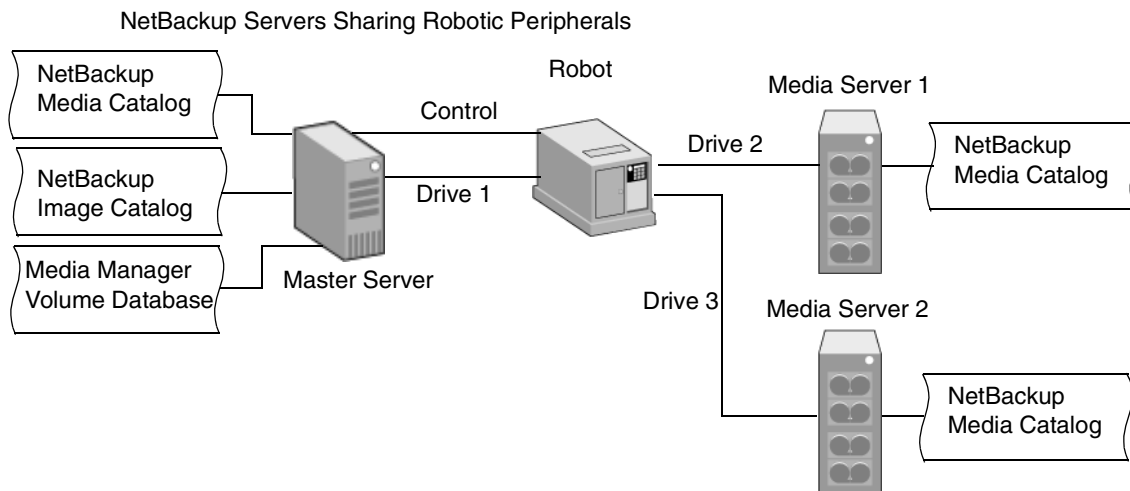 NetBackup Servers Sharing Robotic Peripherals
NetBackup
Media Catalog
NetBackup
Image Catalog
Media Manager
Volume Database
Master Server
Control
Drive 1
Robot
Drive 2
Drive 3
Media Server 1
NetBackup
Media Catalog
Media Server 2
NetBackup
Media Catalog